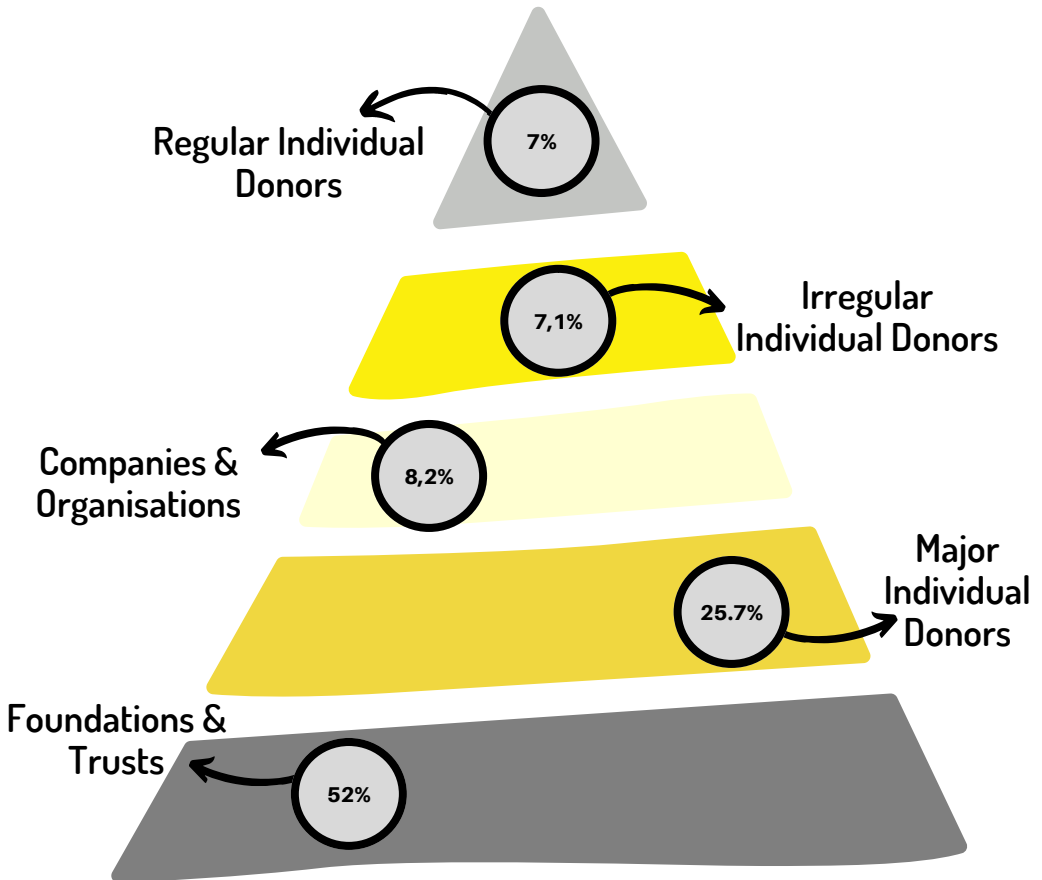 7%
Regular Individual
Donors
7,1%
Irregular
Individual Donors
8,2%
Companies &
Organisations
25.7%
Major
Individual
Donors
Foundations &
Trusts
52%